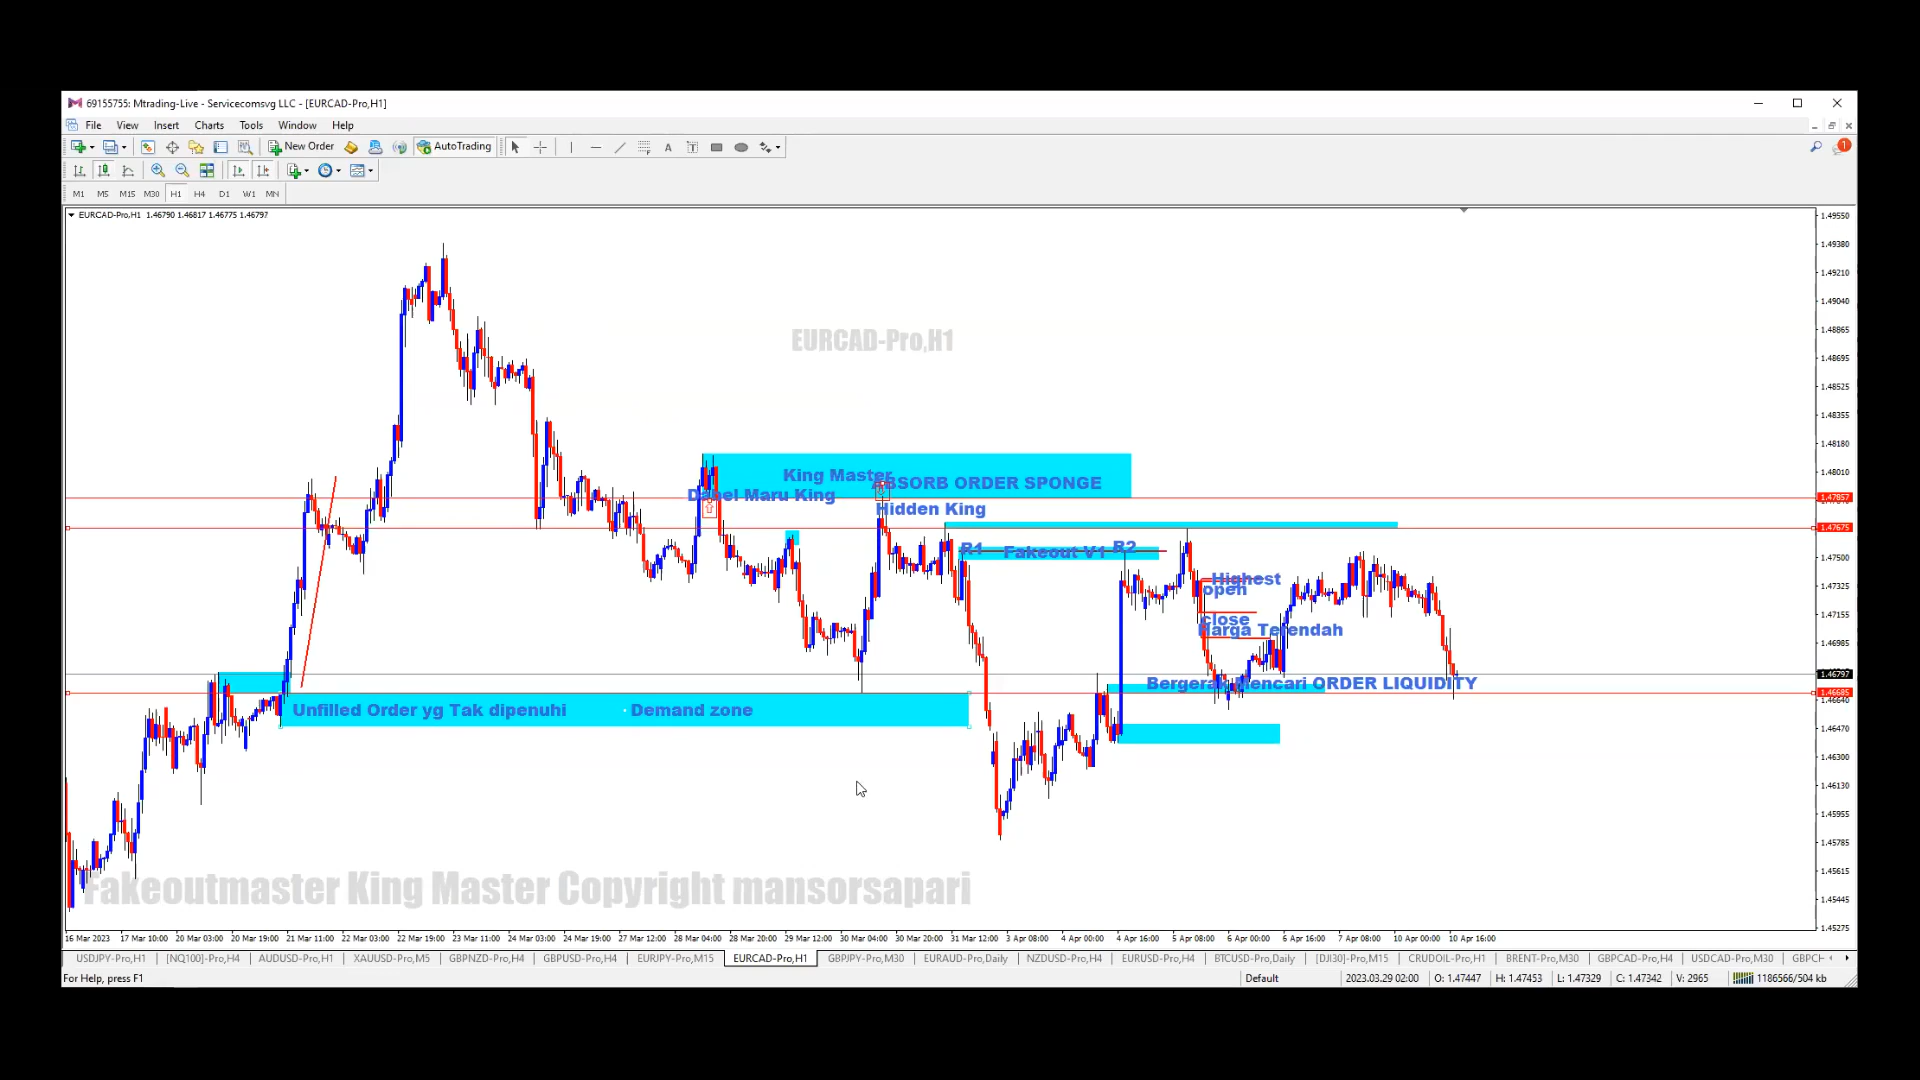 69155755: Mtrading-Live - Servicecomsvg LLC - [EURCAD-Pro,H1]
File View Insert Charts Tools Window Help
New Order AutoTrading
1
M1 M5 M15 M30 H1 H4 D1 W1 MN
EURCAD-Pro,H1 1.46790 1.46817 1.46775 1.46797
1.49550
1.49380
1.49210
1.49040
EURCAD-Pro,H1
1.48865
1.48695
1.48525
1.48355
1.48180
King Master
1.48010
ABSORB ORDER SPONGE
Dabel Maru King
1.47857
Hidden King
1.47675
R1 Fakeout V1 R2
1.47500
Highest
open
1.47325
close
1.47155
Harga Terendah
1.46985
1.46797
Bergerak Mencari ORDER LIQUIDITY
1.46685
1.46640
Unfilled Order yg Tak dipenuhi Demand zone
1.46470
1.46300
1.46130
1.45955
1.45785
1.45615
Fakeoutmaster King Master Copyright mansorsapari
1.45445
1.45275
16 Mar 2023 17 Mar 10:00 20 Mar 03:00 20 Mar 19:00 21 Mar 11:00 22 Mar 03:00 22 Mar 19:00 23 Mar 11:00 24 Mar 03:00 24 Mar 19:00 27 Mar 12:00 28 Mar 04:00 28 Mar 20:00 29 Mar 12:00 30 Mar 04:00 30 Mar 20:00 31 Mar 12:00 3 Apr 08:00 4 Apr 00:00 4 Apr 16:00 5 Apr 08:00 6 Apr 00:00 6 Apr 16:00 7 Apr 08:00 10 Apr 00:00 10 Apr 16:00
USDJPY-Pro,H1 [NQ100]-Pro,H4 AUDUSD-Pro,H1 XAUUSD-Pro,M5 GBPNZD-Pro,H4 GBPUSD-Pro,H4 EURJPY-Pro,M15 EURCAD-Pro,H1 GBPJPY-Pro,M30 EURAUD-Pro,Daily NZDUSD-Pro,H4 EURUSD-Pro,H4 BTCUSD-Pro,Daily [DJI30]-Pro,M15 CRUDOIL-Pro,H1 BRENT-Pro,M30 GBPCAD-Pro,H4 USDCAD-Pro,M30 GBPCH
For Help, press F1 Default 2023.03.29 02:00 O: 1.47447 H: 1.47453 L: 1.47329 C: 1.47342 V: 2965 1186566/504 kb